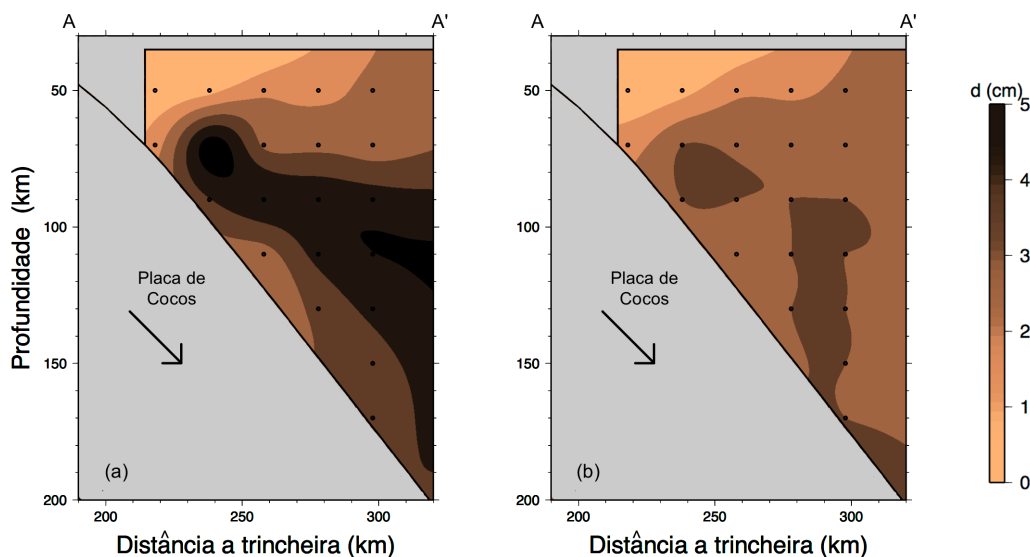 A
A'
A
A'
50
100
150
200
Profundidade (km)
Placa de
Cocos
(a)
200
250
300
Distância a trincheira (km)
50
100
150
200
Placa de
Cocos
(b)
200
250
300
Distância a trincheira (km)
d (cm)
5
4
3
2
1
0